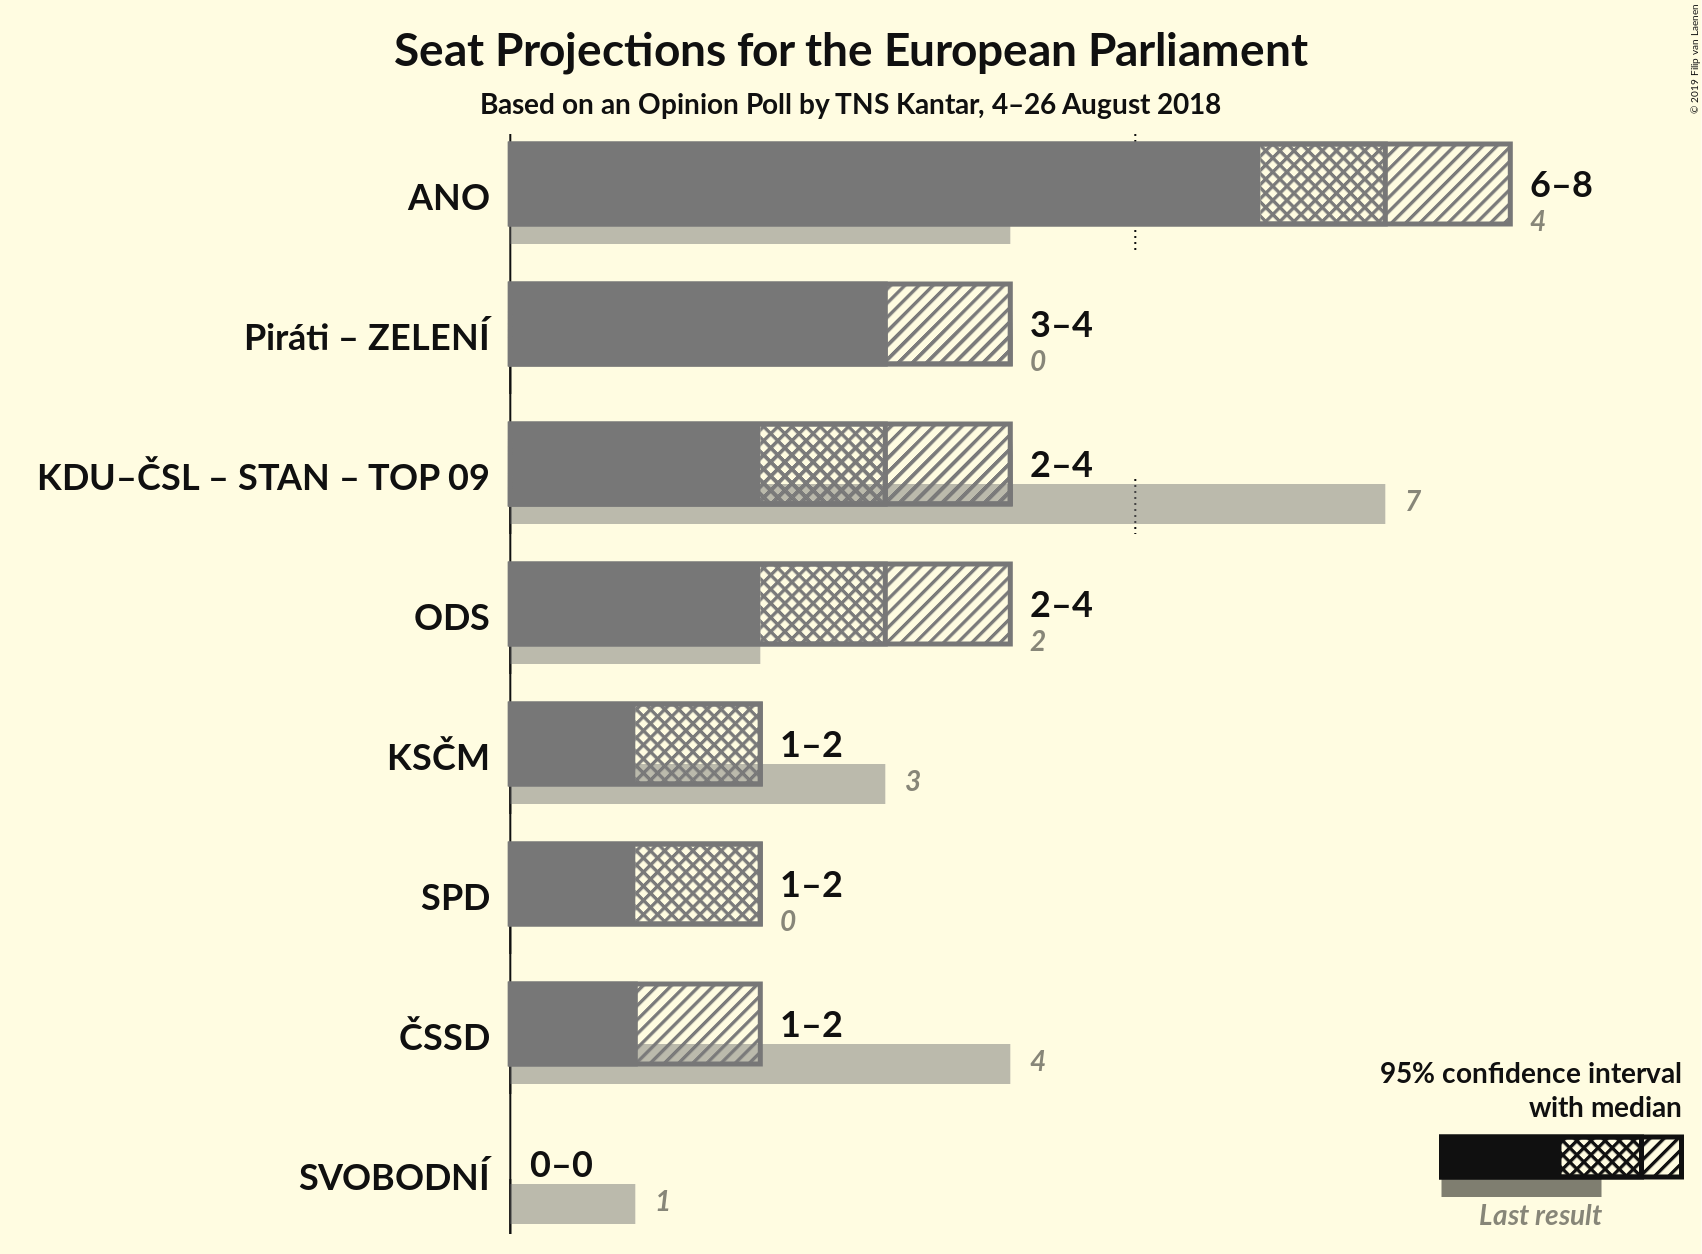 Seat Projections for the European Parliament
Based on an Opinion Poll by TNS Kantar, 4–26 August 2018
© 2019 Filip van Laenen
ANO
6–8
4
Piráti – ZELENÍ
3–4
0
KDU–ČSL – STAN – TOP 09
2–4
7
ODS
2–4
2
KSČM
1–2
3
SPD
1–2
0
ČSSD
1–2
4
SVOBODNÍ
0–0
1
95% confidence interval
with median
Last result